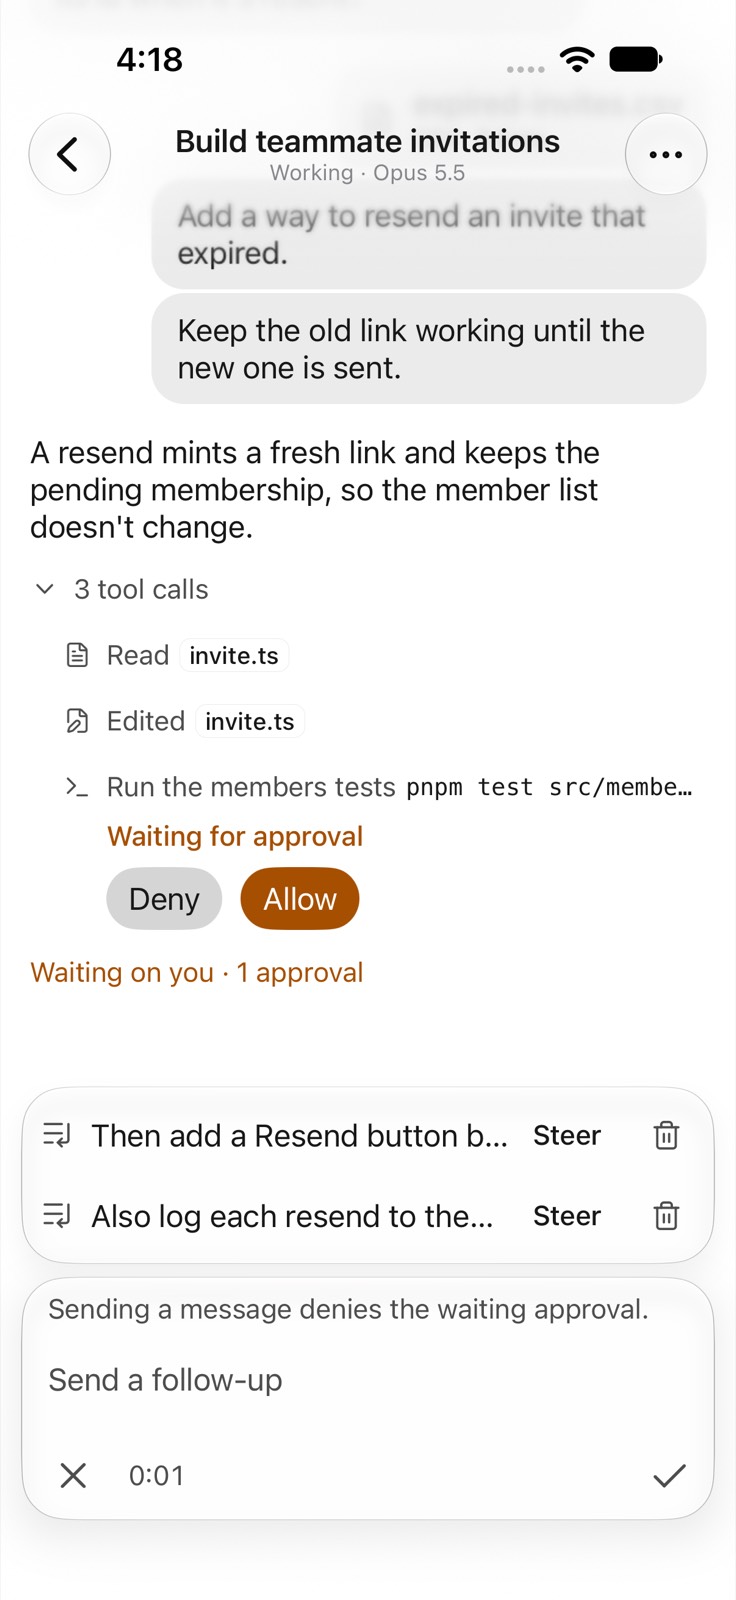 4:18
Build teammate invitations
Working · Opus 5.5
Add a way to resend an invite that
expired.
Keep the old link working until the
new one is sent.
A resend mints a fresh link and keeps the
pending membership, so the member list
doesn't change.
3 tool calls
Read invite.ts
Edited invite.ts
Run the members tests pnpm test src/membe…
Waiting for approval
Deny Allow
Waiting on you · 1 approval
Then add a Resend button b... Steer
Also log each resend to the... Steer
Sending a message denies the waiting approval.
Send a follow-up
0:01